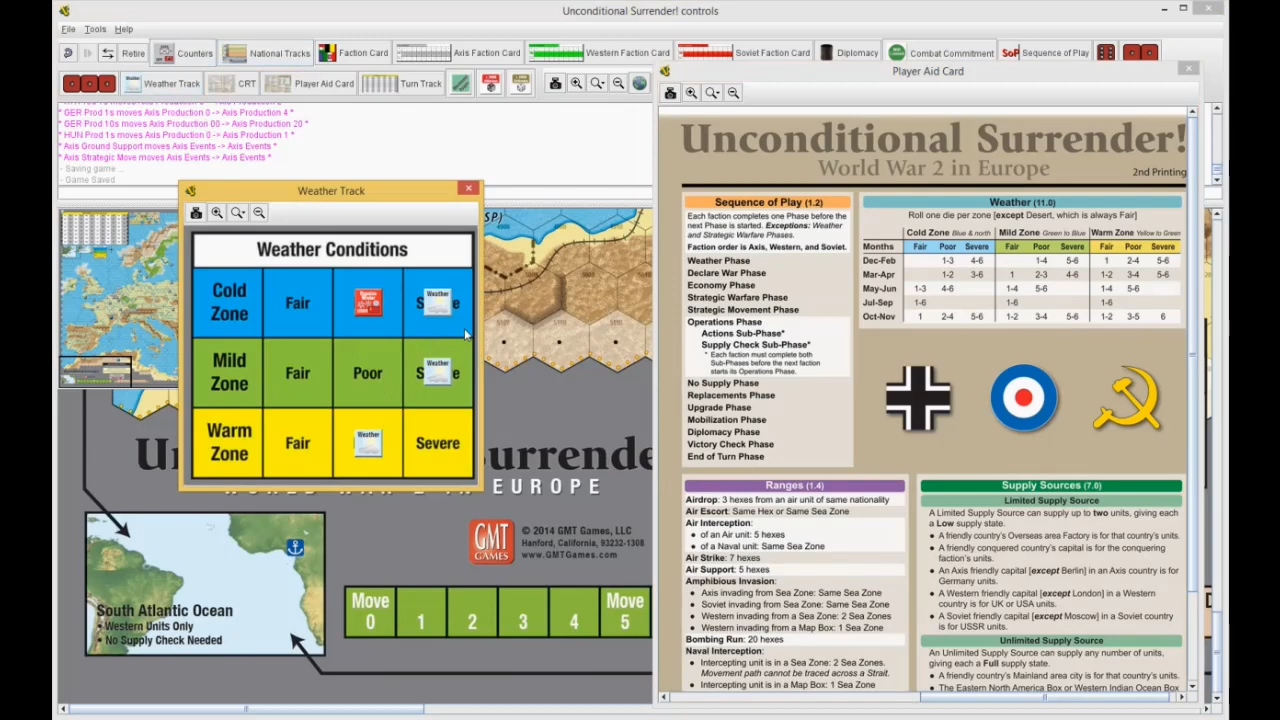 Unconditional Surrender! controls
File Tools Help
Retire Counters National Tracks Faction Card Axis Faction Card Western Faction Card Soviet Faction Card Diplomacy Combat Commitment SoP Sequence of Play
Weather Track CRT Player Aid Card Turn Track
* GER Prod 1s moves Axis Production 0 -> Axis Production 4 *
* GER Prod 10s moves Axis Production 00 -> Axis Production 20 *
* HUN Prod 1s moves Axis Production 0 -> Axis Production 1 *
* Axis Ground Support moves Axis Events -> Axis Events *
* Axis Strategic Move moves Axis Events -> Axis Events *
- Saving game ...
- Game Saved
Weather Track
Weather Conditions
Cold Zone Fair Weather
Mild Zone Fair Poor Weather
Warm Zone Fair Weather Severe
WORLD WAR 2 IN EUROPE
GMT GAMES
© 2014 GMT Games, LLC
Hanford, California, 93232-1308
www.GMTGames.com
South Atlantic Ocean
• Western Units Only
• No Supply Check Needed
Move 0 1 2 3 4 Move 5
Player Aid Card
Unconditional Surrender!
World War 2 in Europe
2nd Printing
Sequence of Play (1.2)
Each faction completes one Phase before the
next Phase is started. Exceptions: Weather
and Strategic Warfare Phases.
Faction order is Axis, Western, and Soviet.
Weather Phase
Declare War Phase
Economy Phase
Strategic Warfare Phase
Strategic Movement Phase
Operations Phase
Actions Sub-Phase*
Supply Check Sub-Phase*
* Each faction must complete both
Sub-Phases before the next faction
starts its Operations Phase.
No Supply Phase
Replacements Phase
Upgrade Phase
Mobilization Phase
Diplomacy Phase
Victory Check Phase
End of Turn Phase
Weather (11.0)
Roll one die per zone [except Desert, which is always Fair]
Cold Zone Blue & north Mild Zone Green to Blue Warm Zone Yellow to Green
Months Fair Poor Severe Fair Poor Severe Fair Poor Severe
Dec-Feb 1-3 4-6 1-4 5-6 1 2-4 5-6
Mar-Apr 1-2 3-6 1 2-3 4-6 1-2 3-4 5-6
May-Jun 1-3 4-6 1-4 5-6 1-4 5-6
Jul-Sep 1-6 1-6 1-6
Oct-Nov 1 2-4 5-6 1-2 3-4 5-6 1-2 3-5 6
Ranges (1.4)
Airdrop: 3 hexes from an air unit of same nationality
Air Escort: Same Hex or Same Sea Zone
Air Interception:
• of an Air unit: 5 hexes
• of a Naval unit: Same Sea Zone
Air Strike: 7 hexes
Air Support: 5 hexes
Amphibious Invasion:
• Axis invading from Sea Zone: Same Sea Zone
• Soviet invading from Sea Zone: Same Sea Zone
• Western invading from a Sea Zone: 2 Sea Zones
• Western invading from a Map Box: 1 Sea Zone
Bombing Run: 20 hexes
Naval Interception:
• Intercepting unit is in a Sea Zone: 2 Sea Zones.
Movement path cannot be traced across a Strait.
• Intercepting unit is in a Map Box: 1 Sea Zone
Supply Sources (7.0)
Limited Supply Source
A Limited Supply Source can supply up to two units, giving each
a Low supply state.
• A friendly country's Overseas area Factory is for that country's units.
• A friendly conquered country's capital is for the conquering
faction's units.
• An Axis friendly capital [except Berlin] in an Axis country is for
Germany units.
• A Western friendly capital [except London] in a Western
country is for UK or USA units.
• A Soviet friendly capital [except Moscow] in a Soviet country
is for USSR units.
Unlimited Supply Source
An Unlimited Supply Source can supply any number of units,
giving each a Full supply state.
• A friendly country's Mainland area city is for that country's units.
• The Eastern North America Box or Western Indian Ocean Box